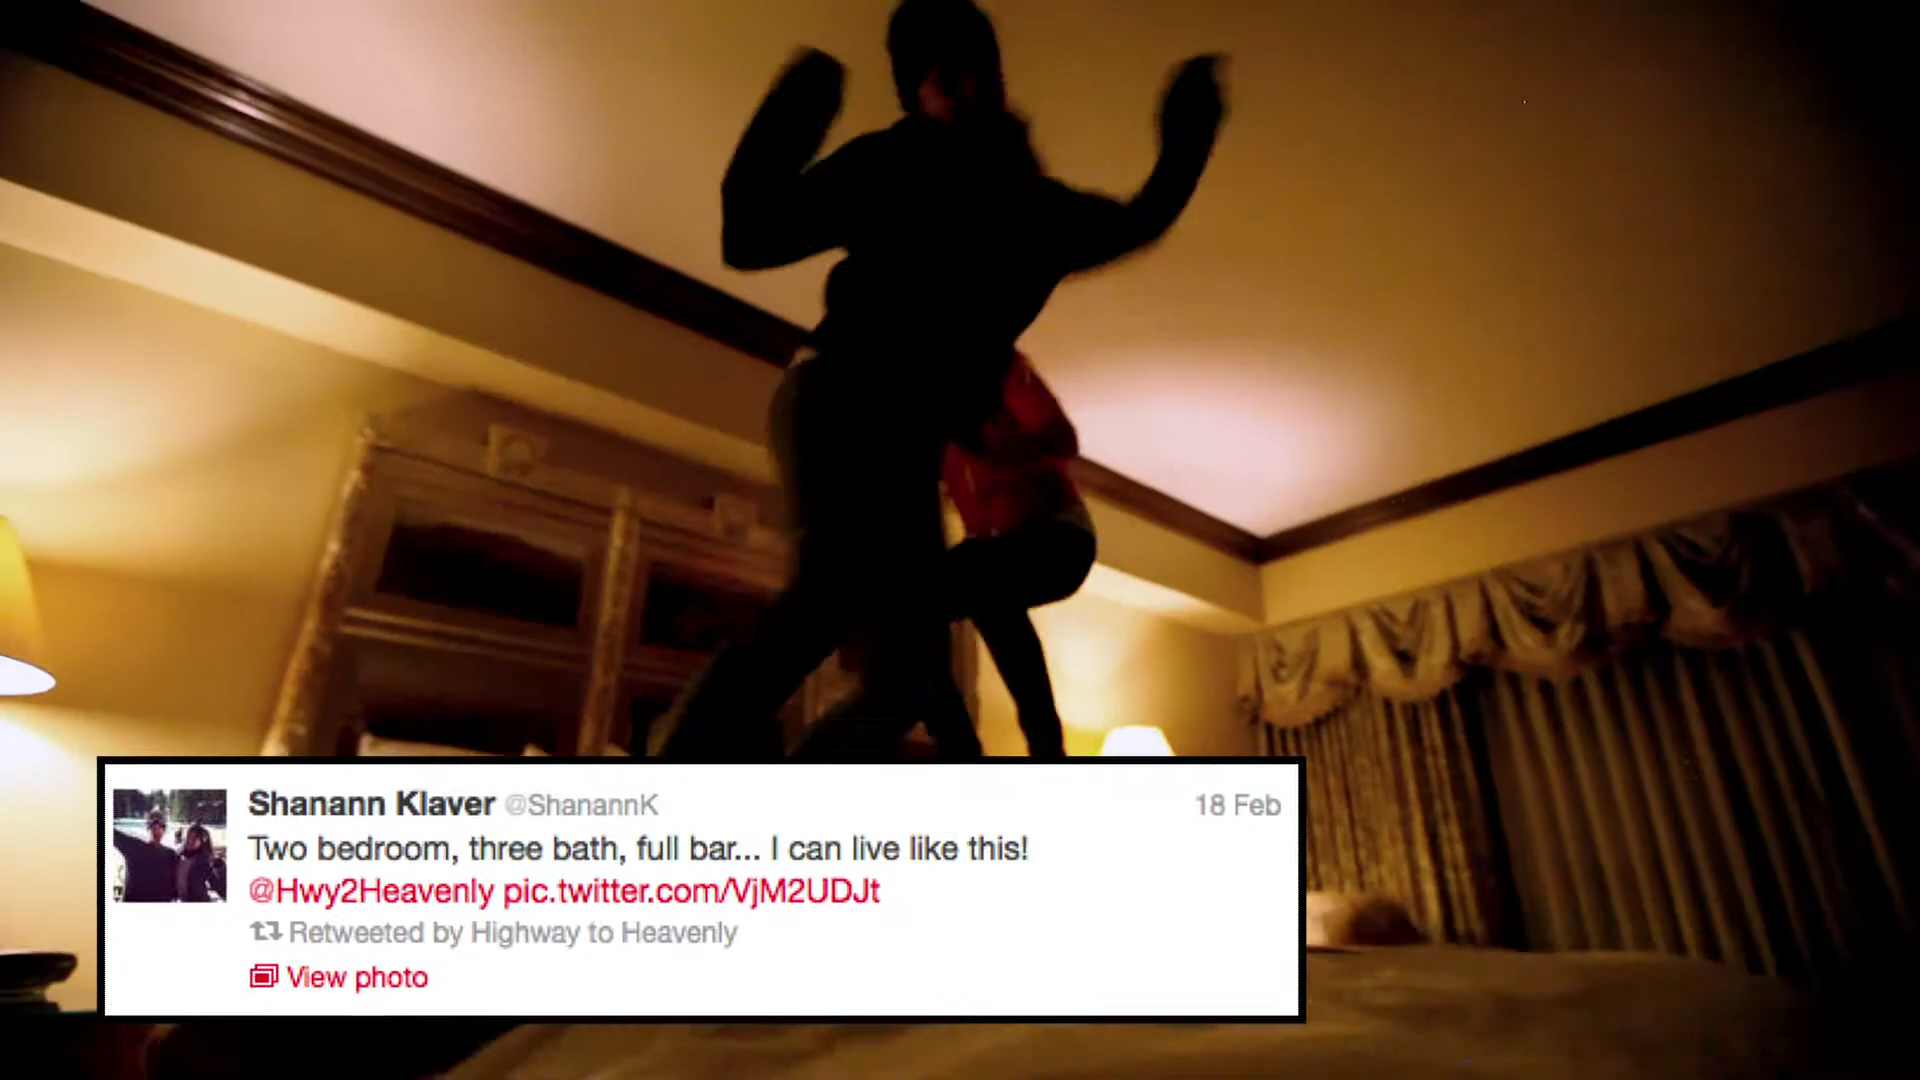 Shanann Klaver @ShanannK 18 Feb
Two bedroom, three bath, full bar... I can live like this!
@Hwy2Heavenly pic.twitter.com/VjM2UDJt
Retweeted by Highway to Heavenly
View photo